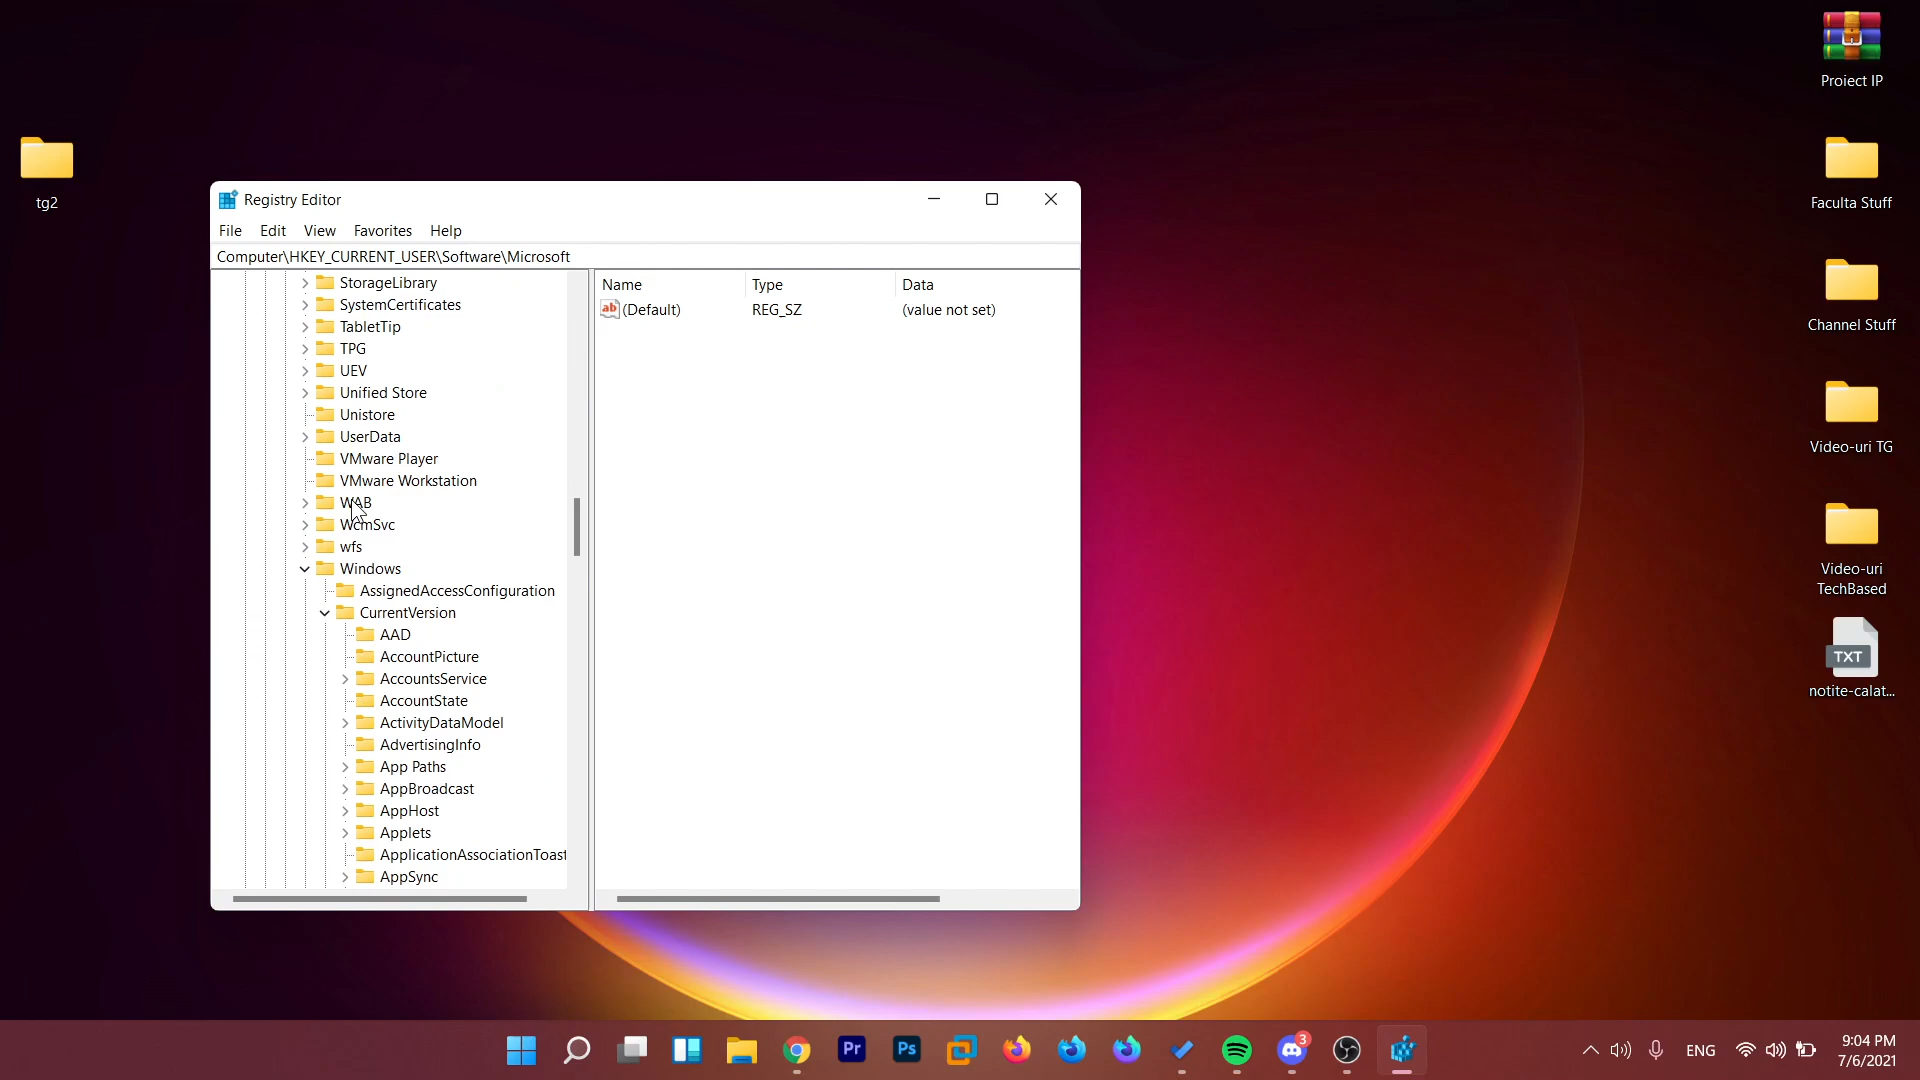 Proiect IP
tg2
Faculta Stuff
Channel Stuff
Video-uri TG
Video-uri
TechBased
TXT
notite-calat...
Registry Editor
File Edit View Favorites Help
Computer\HKEY_CURRENT_USER\Software\Microsoft
StorageLibrary
SystemCertificates
TabletTip
TPG
UEV
Unified Store
Unistore
UserData
VMware Player
VMware Workstation
WAB
WcmSvc
wfs
Windows
AssignedAccessConfiguration
CurrentVersion
AAD
AccountPicture
AccountsService
AccountState
ActivityDataModel
AdvertisingInfo
App Paths
AppBroadcast
AppHost
Applets
ApplicationAssociationToast
AppSync
Name Type Data
ab (Default) REG_SZ (value not set)
Pr Ps 3 ENG
9:04 PM
7/6/2021